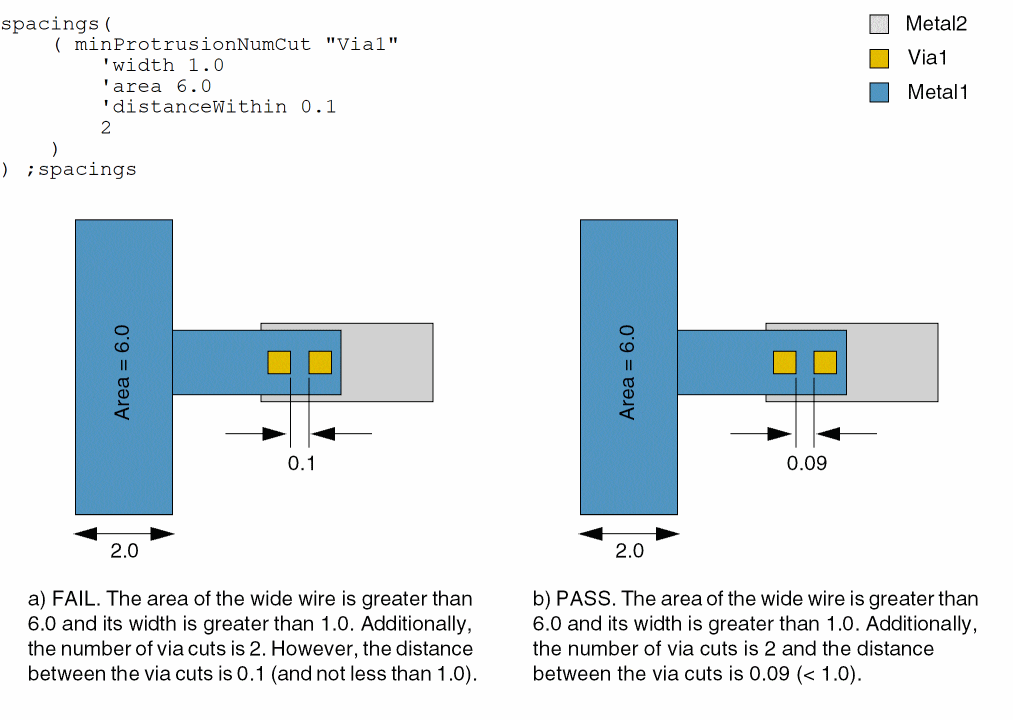 spacings(
( minProtrusionNumCut "Via1"
'width 1.0
'area 6.0
'distanceWithin 0.1
2
)
) ;spacings
Metal2
Via1
Metal1
Area = 6.0
0.1
2.0
Area = 6.0
0.09
2.0
a) FAIL. The area of the wide wire is greater than
6.0 and its width is greater than 1.0. Additionally,
the number of via cuts is 2. However, the distance
between the via cuts is 0.1 (and not less than 1.0).
b) PASS. The area of the wide wire is greater than
6.0 and its width is greater than 1.0. Additionally,
the number of via cuts is 2 and the distance
between the via cuts is 0.09 (< 1.0).